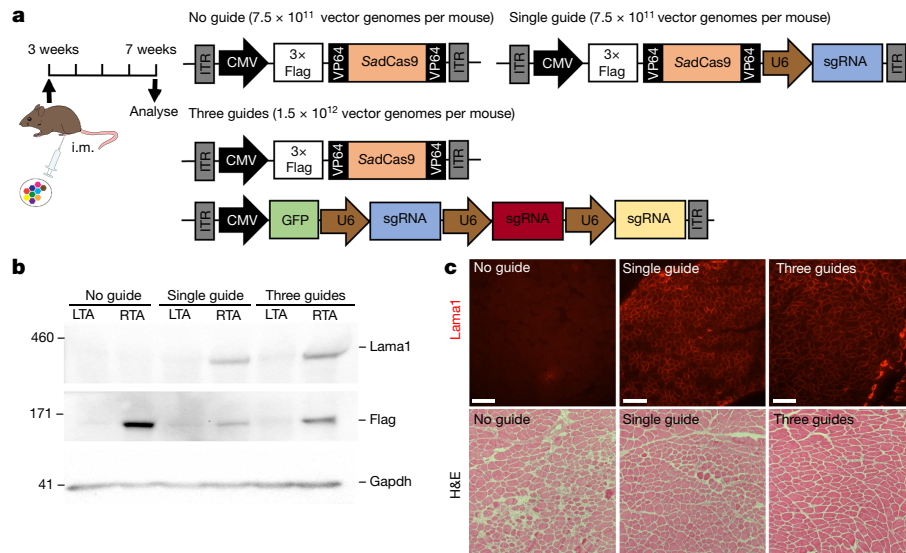 a
No guide (7.5 × 10¹¹ vector genomes per mouse)
Single guide (7.5 × 10¹¹ vector genomes per mouse)
3 weeks 7 weeks
Analyse
i.m.
ITR CMV 3× Flag VP64 SadCas9 VP64 ITR
ITR CMV 3× Flag VP64 SadCas9 VP64 U6 sgRNA ITR
Three guides (1.5 × 10¹² vector genomes per mouse)
ITR CMV 3× Flag VP64 SadCas9 VP64 ITR
ITR CMV GFP U6 sgRNA U6 sgRNA U6 sgRNA ITR
b
No guide Single guide Three guides
LTA RTA LTA RTA LTA RTA
460 – Lama1
171 – Flag
41 – Gapdh
c
Lama1
No guide Single guide Three guides
H&E
No guide Single guide Three guides